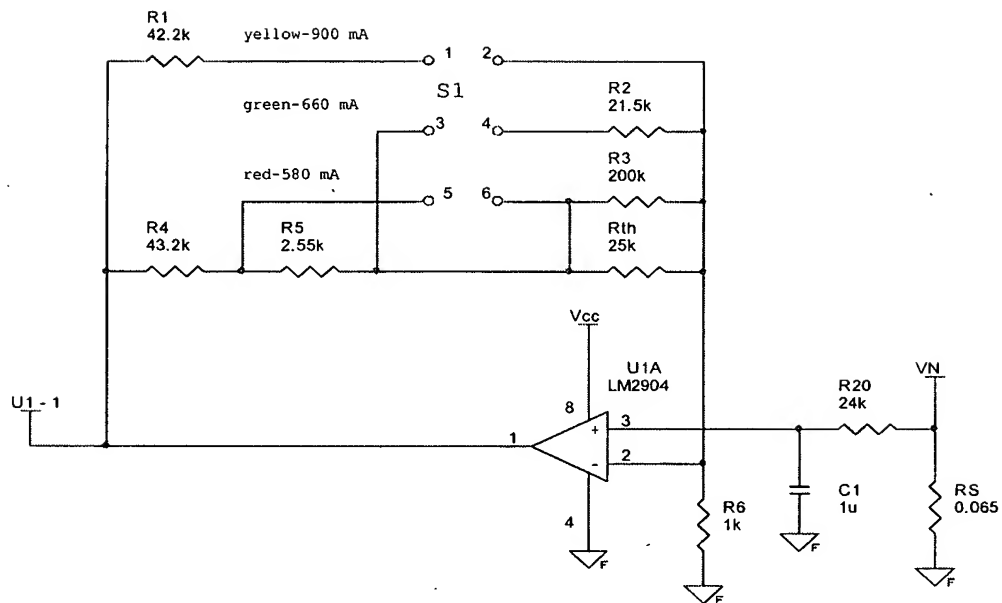 R1
42.2k
yellow-900 mA
1
2
S1
R2
21.5k
green-660 mA
3
4
R3
200k
red-580 mA
5
6
R4
43.2k
R5
2.55k
Rth
25k
Vcc
U1A
LM2904
VN
R20
24k
U1 - 1
8
3
1
+
2
-
R6
1k
C1
1u
RS
0.065
4
F
F
F
F